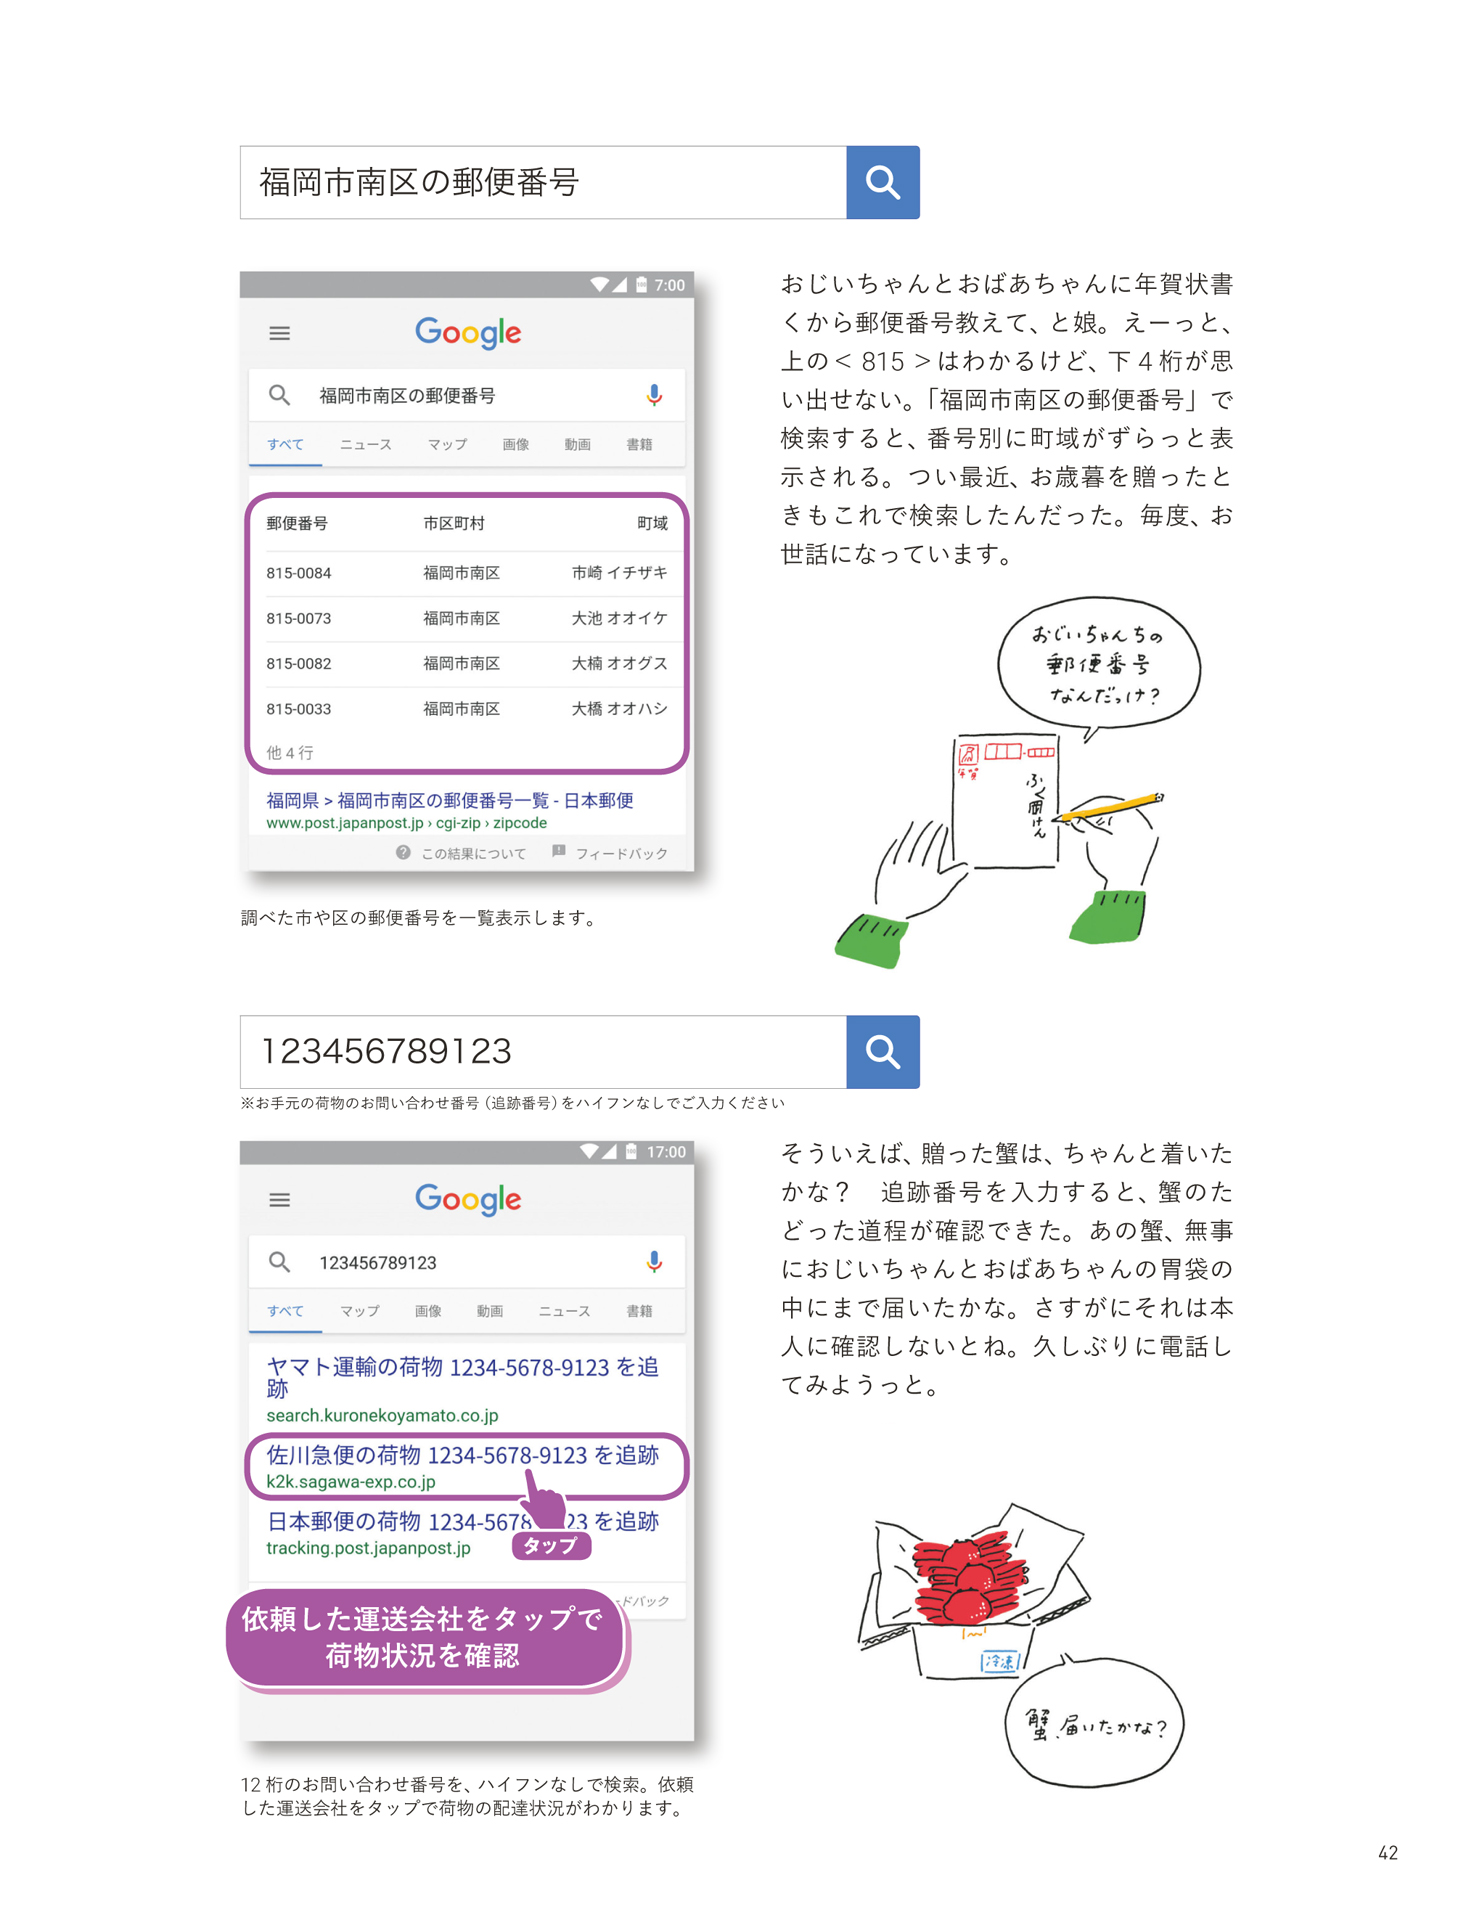 福岡市南区の郵便番号
7:00
Google
福岡市南区の郵便番号
すべて ニュース マップ 画像 動画 書籍
郵便番号 市区町村 町域
815-0084 福岡市南区 市崎 イチザキ
815-0073 福岡市南区 大池 オオイケ
815-0082 福岡市南区 大楠 オオグス
815-0033 福岡市南区 大橋 オオハシ
他 4 行
福岡県 > 福岡市南区の郵便番号一覧 - 日本郵便
www.post.japanpost.jp › cgi-zip › zipcode
この結果について フィードバック
調べた市や区の郵便番号を一覧表示します。
おじいちゃんとおばあちゃんに年賀状書
くから郵便番号教えて、と娘。えーっと、
上の< 815 >はわかるけど、下 4 桁が思
い出せない。「福岡市南区の郵便番号」で
検索すると、番号別に町域がずらっと表
示される。つい最近、お歳暮を贈ったと
きもこれで検索したんだった。毎度、お
世話になっています。
おじいちゃんちの
郵便番号
なんだっけ?
年賀
ふく岡けん
123456789123
※お手元の荷物のお問い合わせ番号（追跡番号）をハイフンなしでご入力ください
17:00
Google
123456789123
すべて マップ 画像 動画 ニュース 書籍
ヤマト運輸の荷物 1234-5678-9123 を追
跡
search.kuronekoyamato.co.jp
佐川急便の荷物 1234-5678-9123 を追跡
k2k.sagawa-exp.co.jp
日本郵便の荷物 1234-5678 23 を追跡
tracking.post.japanpost.jp
タップ
ードバック
依頼した運送会社をタップで
荷物状況を確認
12 桁のお問い合わせ番号を、ハイフンなしで検索。依頼
した運送会社をタップで荷物の配達状況がわかります。
そういえば、贈った蟹は、ちゃんと着いた
かな？　追跡番号を入力すると、蟹のた
どった道程が確認できた。あの蟹、無事
におじいちゃんとおばあちゃんの胃袋の
中にまで届いたかな。さすがにそれは本
人に確認しないとね。久しぶりに電話し
てみようっと。
冷凍
蟹、届いたかな?
42